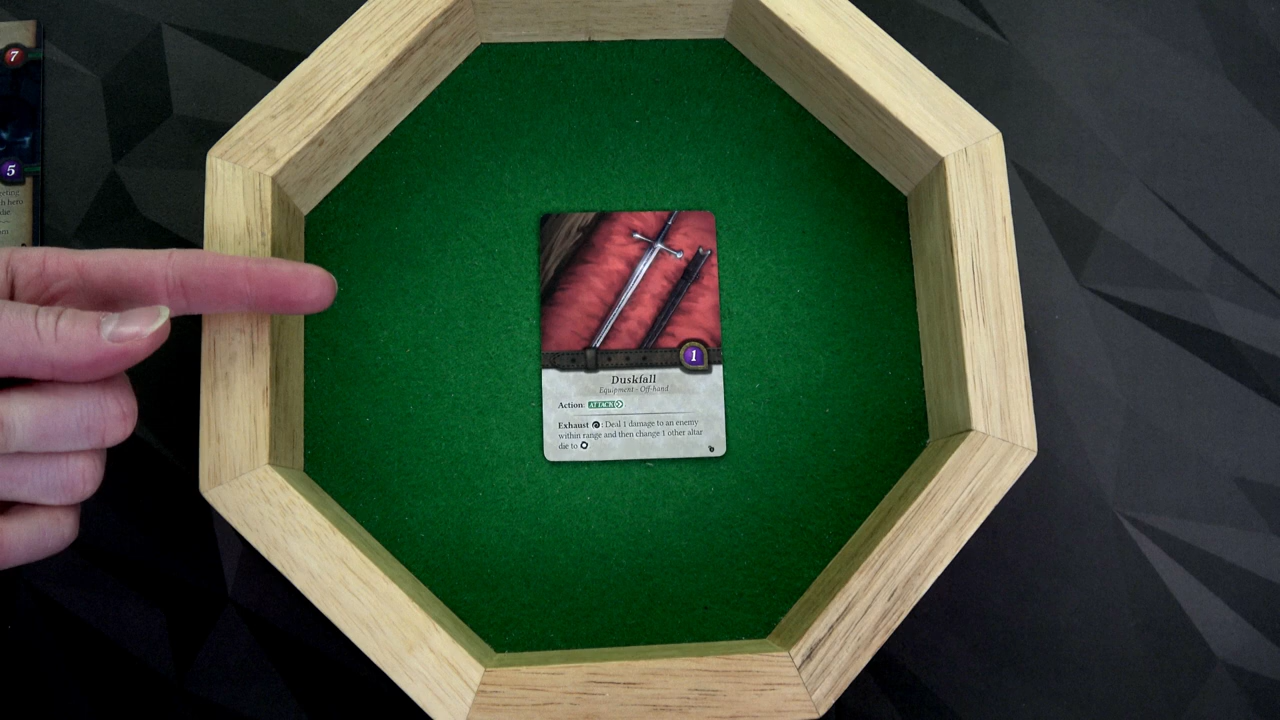 7
5
die
1
Duskfall
Equipment - Off-hand
Action: ATTACK
Exhaust : Deal 1 damage to an enemy
within range and then change 1 other altar
die to